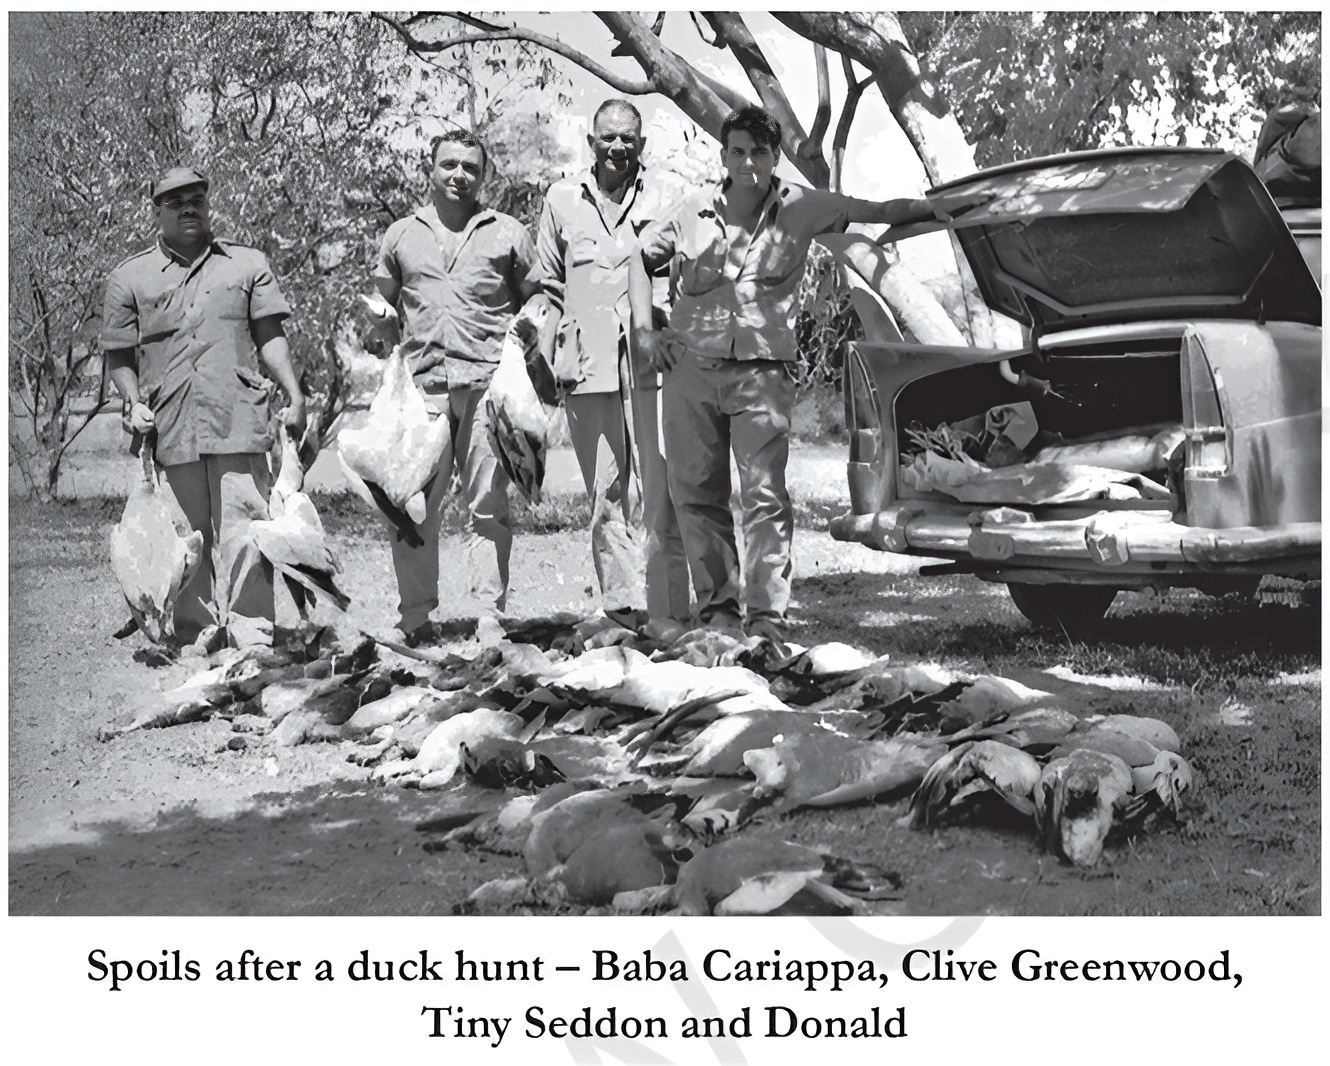 Spoils after a duck hunt – Baba Cariappa, Clive Greenwood,
Tiny Seddon and Donald